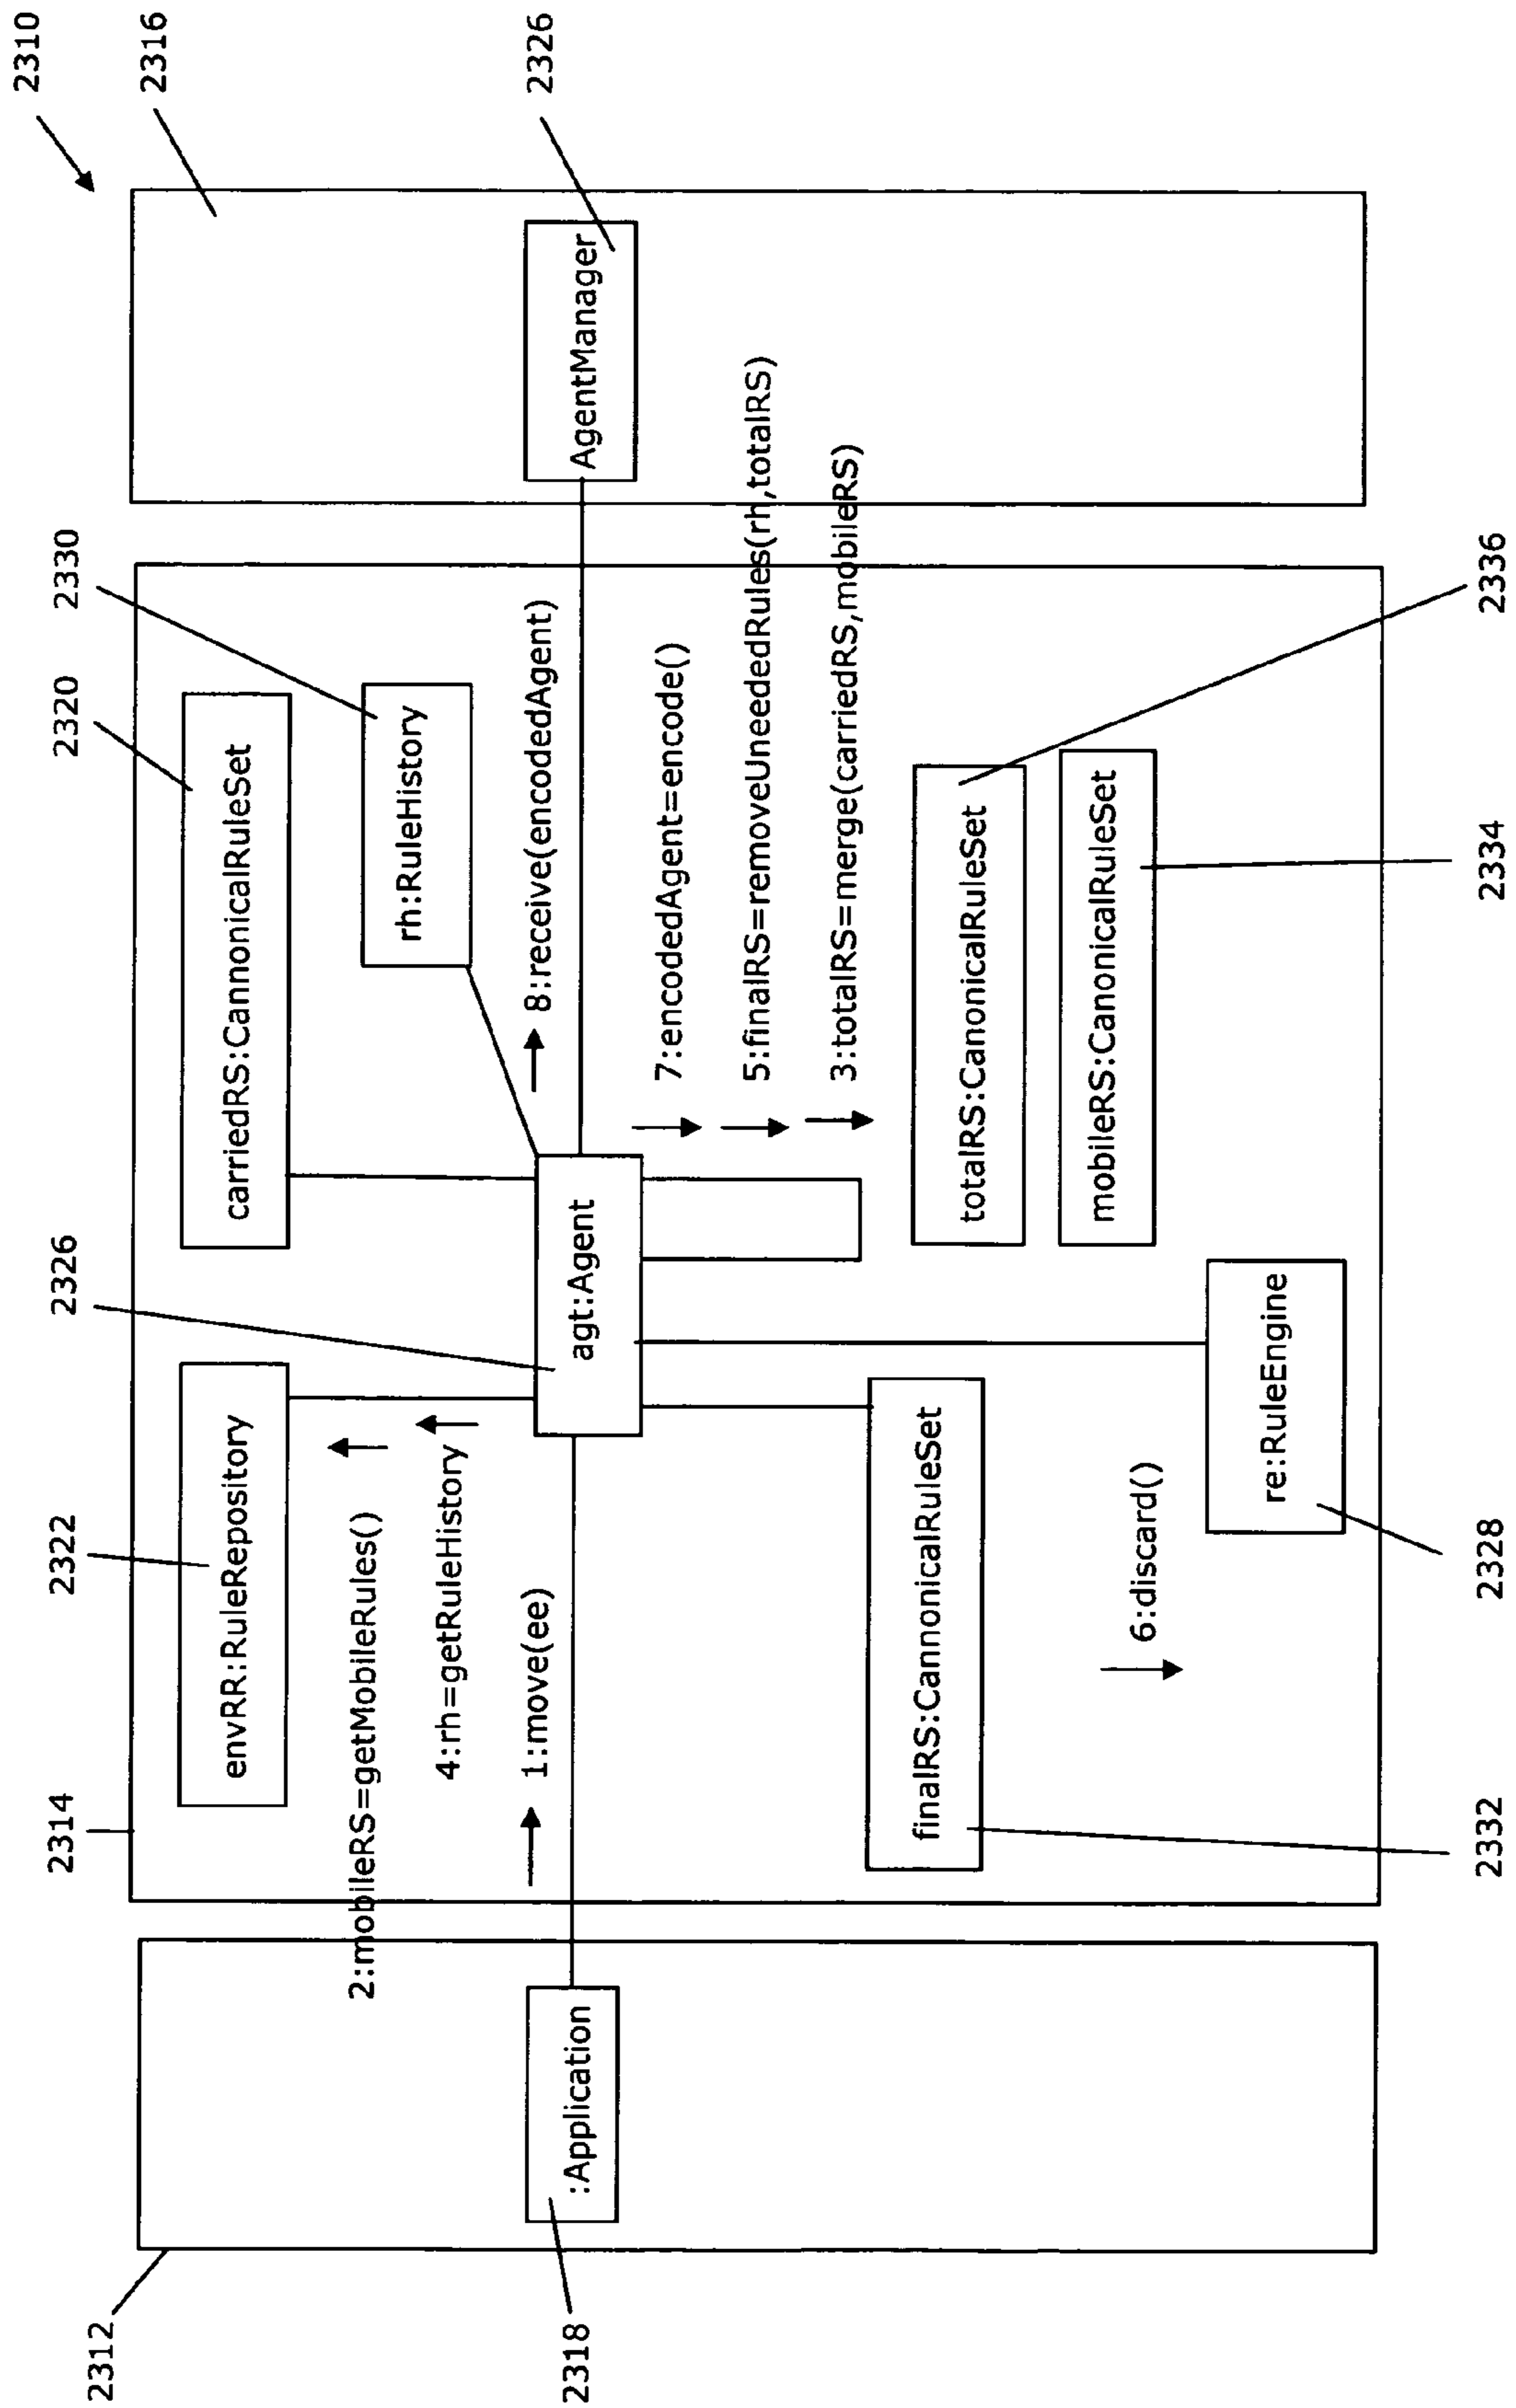 2310
2316
2326
AgentManager
2320
2330
2326
2322
2314
carriedRS:CannonicalRuleSet
rh:RuleHistory
envRR:RuleRepository
2:mobileRS=getMobileRules()
4:rh=getRuleHistory
1:move(ee)
8:receive(encodedAgent)
agt:Agent
7:encodedAgent=encode()
5:finalRS=removeUneededRules(rh,totalRS)
3:totalRS=merge(carriedRS,mobileRS)
totalRS:CanonicalRuleSet
mobileRS:CanonicalRuleSet
finalRS:CannonicalRuleSet
6:discard()
re:RuleEngine
2336
2334
2328
2332
:Application
2312
2318